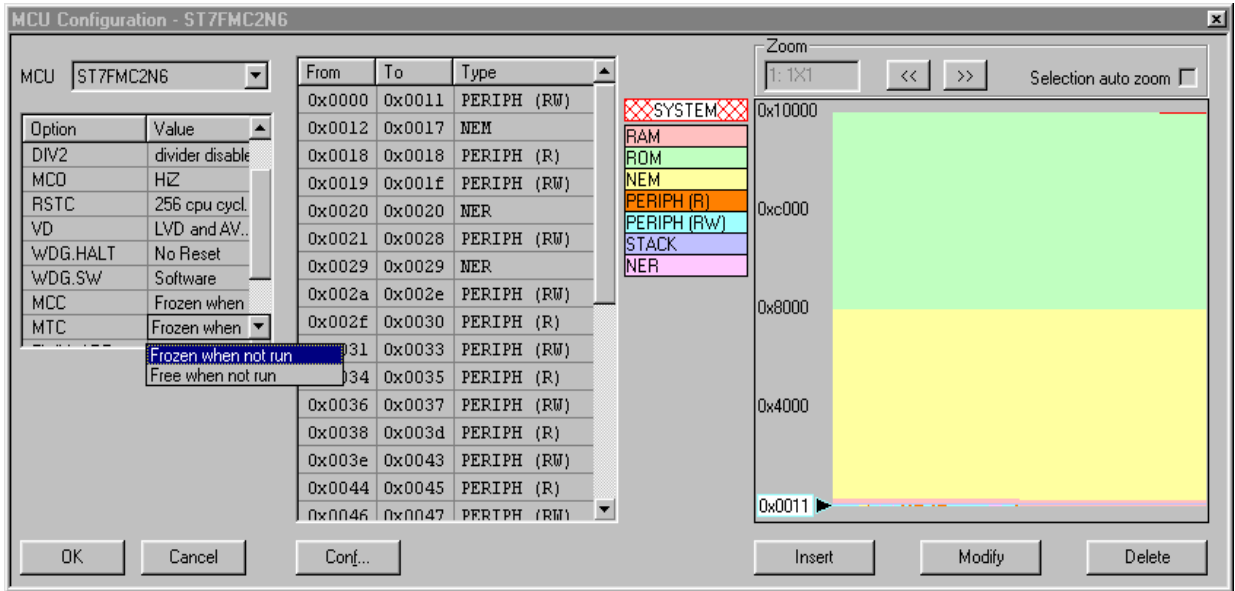 MCU Configuration - ST7FMC2N6
MCU ST7FMC2N6
Option Value
DIV2 divider disable
MCO HiZ
RSTC 256 cpu cycl.
VD LVD and AV..
WDG.HALT No Reset
WDG.SW Software
MCC Frozen when
MTC Frozen when
Frozen when not run
Free when not run
From To Type
0x0000 0x0011 PERIPH (RW)
0x0012 0x0017 NEM
0x0018 0x0018 PERIPH (R)
0x0019 0x001f PERIPH (RW)
0x0020 0x0020 NER
0x0021 0x0028 PERIPH (RW)
0x0029 0x0029 NER
0x002a 0x002e PERIPH (RW)
0x002f 0x0030 PERIPH (R)
031 0x0033 PERIPH (RW)
034 0x0035 PERIPH (R)
0x0036 0x0037 PERIPH (RW)
0x0038 0x003d PERIPH (R)
0x003e 0x0043 PERIPH (RW)
0x0044 0x0045 PERIPH (R)
0x0046 0x0047 PERIPH (RW)
SYSTEM
RAM
ROM
NEM
PERIPH (R)
PERIPH (RW)
STACK
NER
Zoom
1: 1X1 << >> Selection auto zoom
0x10000
0xc000
0x8000
0x4000
0x0011
OK Cancel Conf... Insert Modify Delete